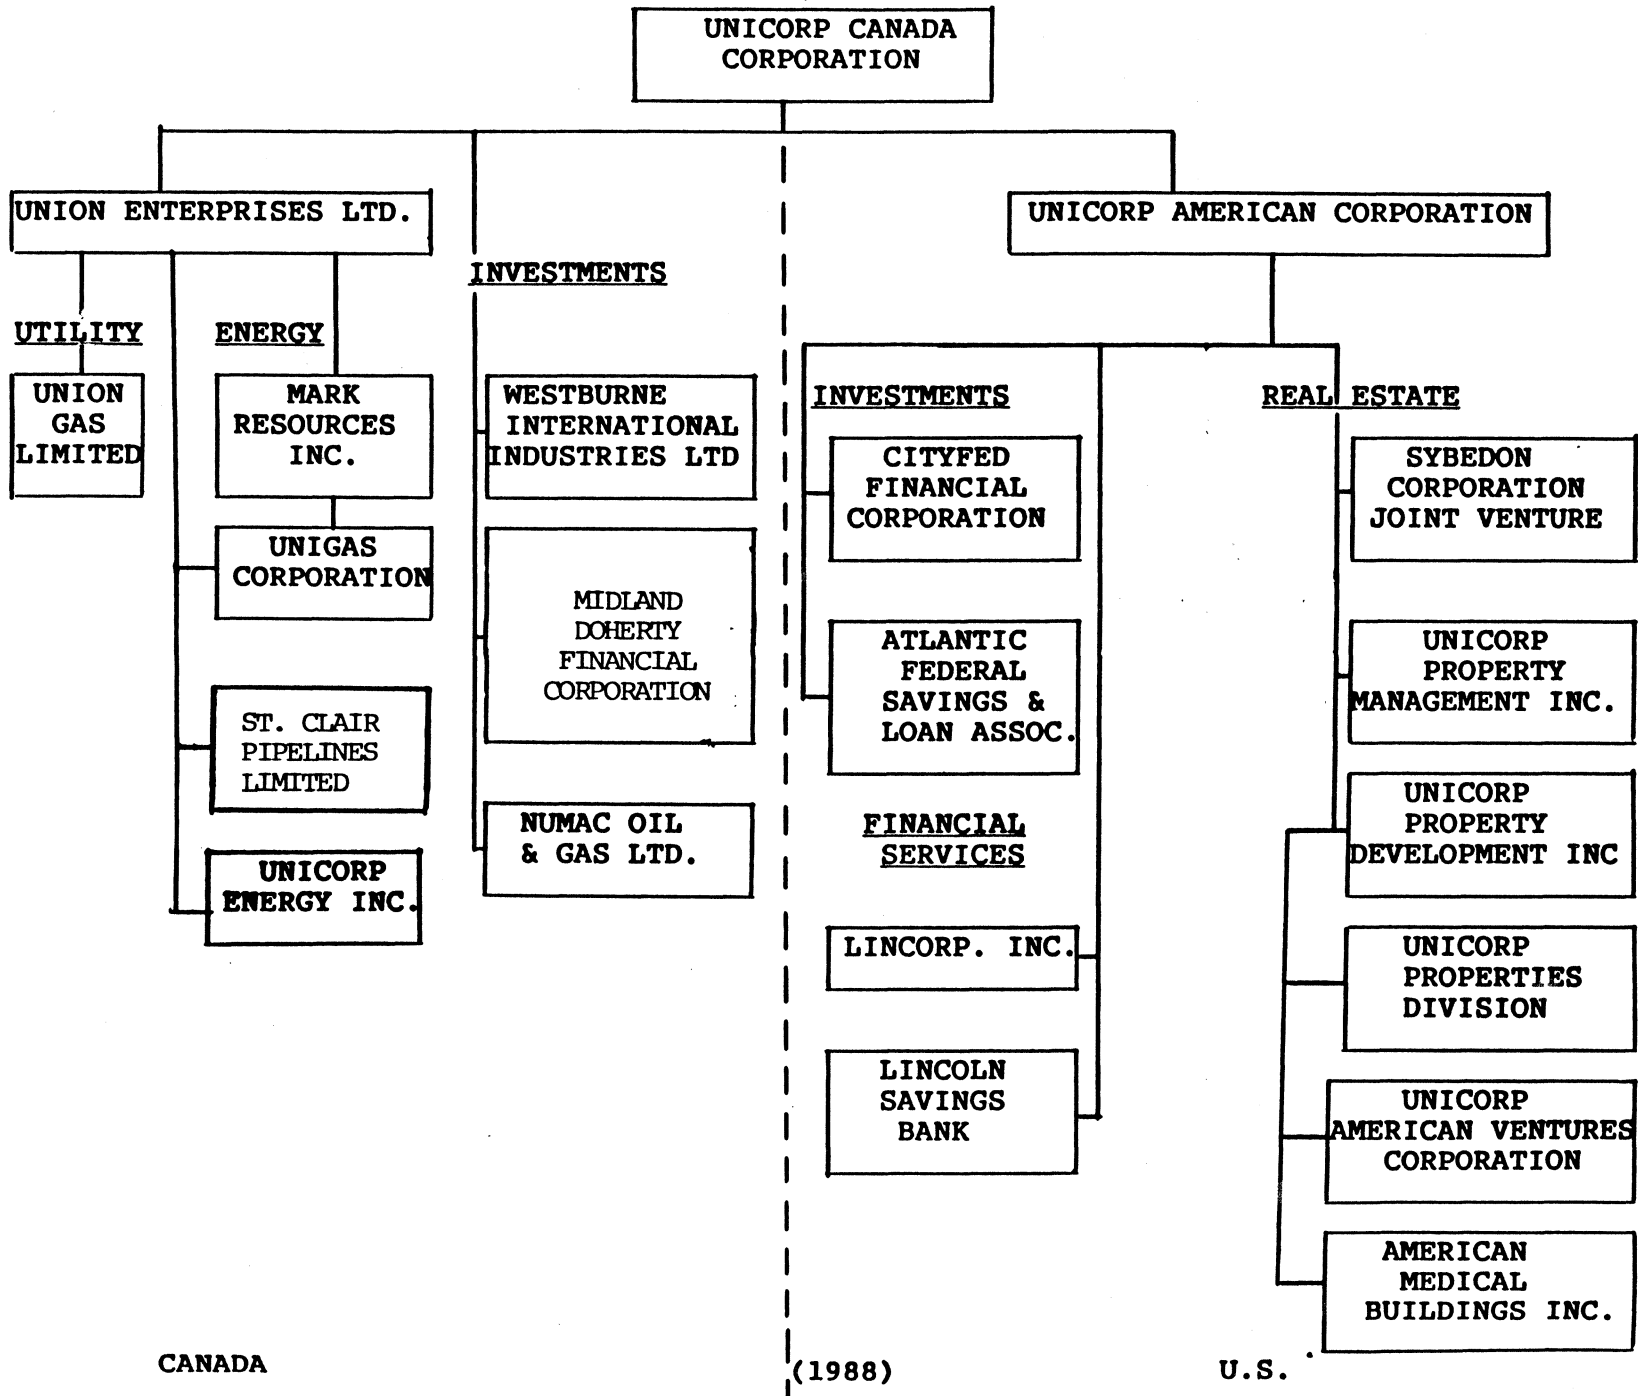 UNICORP CANADA
CORPORATION
UNION ENTERPRISES LTD.
UNICORP AMERICAN CORPORATION
INVESTMENTS
UTILITY
ENERGY
UNION
GAS
LIMITED
MARK
RESOURCES
INC.
UNIGAS
CORPORATION
ST. CLAIR
PIPELINES
LIMITED
UNICORP
ENERGY INC.
WESTBURNE
INTERNATIONAL
INDUSTRIES LTD
MIDLAND
DOHERTY
FINANCIAL
CORPORATION
NUMAC OIL
& GAS LTD.
INVESTMENTS
CITYFED
FINANCIAL
CORPORATION
ATLANTIC
FEDERAL
SAVINGS &
LOAN ASSOC.
FINANCIAL
SERVICES
LINCORP. INC.
LINCOLN
SAVINGS
BANK
REAL ESTATE
SYBEDON
CORPORATION
JOINT VENTURE
UNICORP
PROPERTY
MANAGEMENT INC.
UNICORP
PROPERTY
DEVELOPMENT INC
UNICORP
PROPERTIES
DIVISION
UNICORP
AMERICAN VENTURES
CORPORATION
AMERICAN
MEDICAL
BUILDINGS INC.
CANADA
(1988)
U.S.